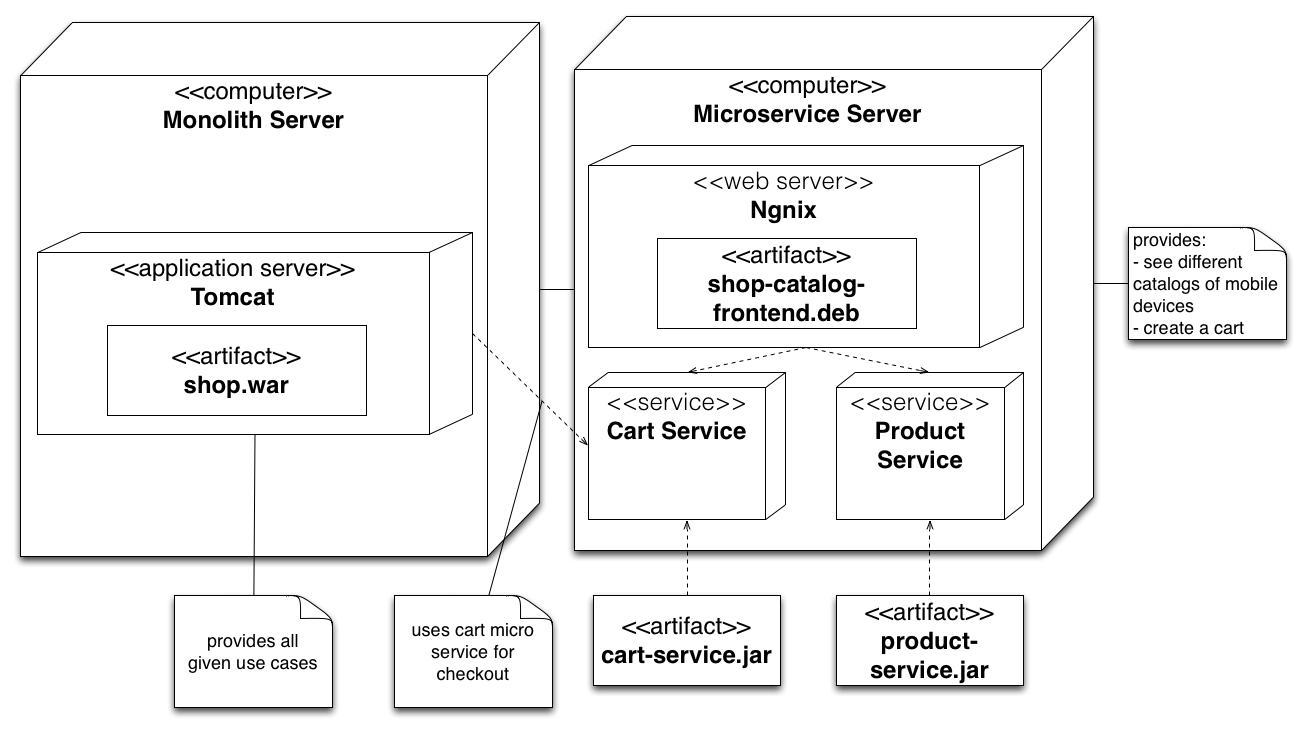 <<computer>>
Monolith Server
<<application server>>
Tomcat
<<artifact>>
shop.war
<<computer>>
Microservice Server
<<web server>>
Ngnix
<<artifact>>
shop-catalog-
frontend.deb
<<service>>
Cart Service
<<service>>
Product
Service
provides:
- see different
catalogs of mobile
devices
- create a cart
provides all
given use cases
uses cart micro
service for
checkout
<<artifact>>
cart-service.jar
<<artifact>>
product-
service.jar